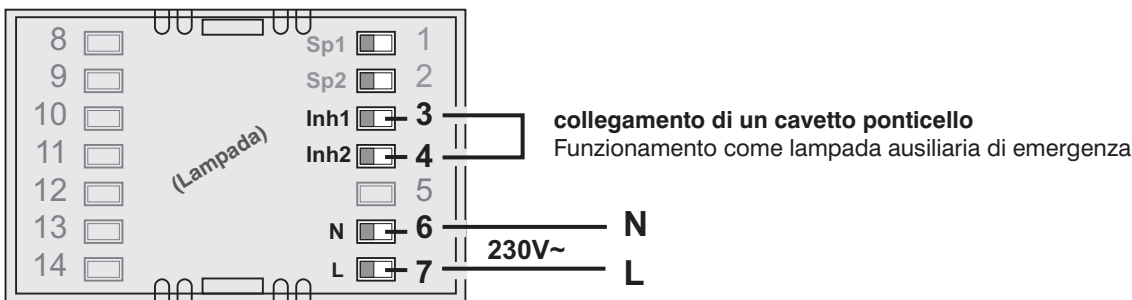 8 Sp1 1
9 Sp2 2
10 Inh1 3
collegamento di un cavetto ponticello
Funzionamento come lampada ausiliaria di emergenza
11 Inh2 4
(Lampada)
12 5
13 N 6 N
230V~
14 L 7 L